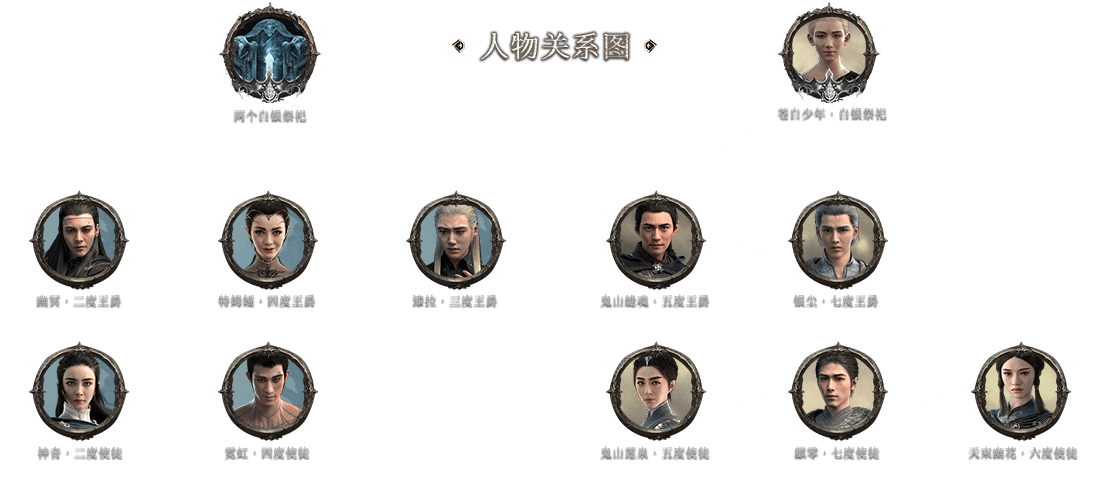 人物关系图
两个白银祭祀
苍白少年·白银祭祀
幽冥·二度王爵
特姆娅·四度王爵
漆拉·三度王爵
鬼山缝魂·五度王爵
银尘·七度王爵
神音·二度使徒
霓虹·四度使徒
鬼山莲泉·五度使徒
麒零·七度使徒
天束幽花·六度使徒